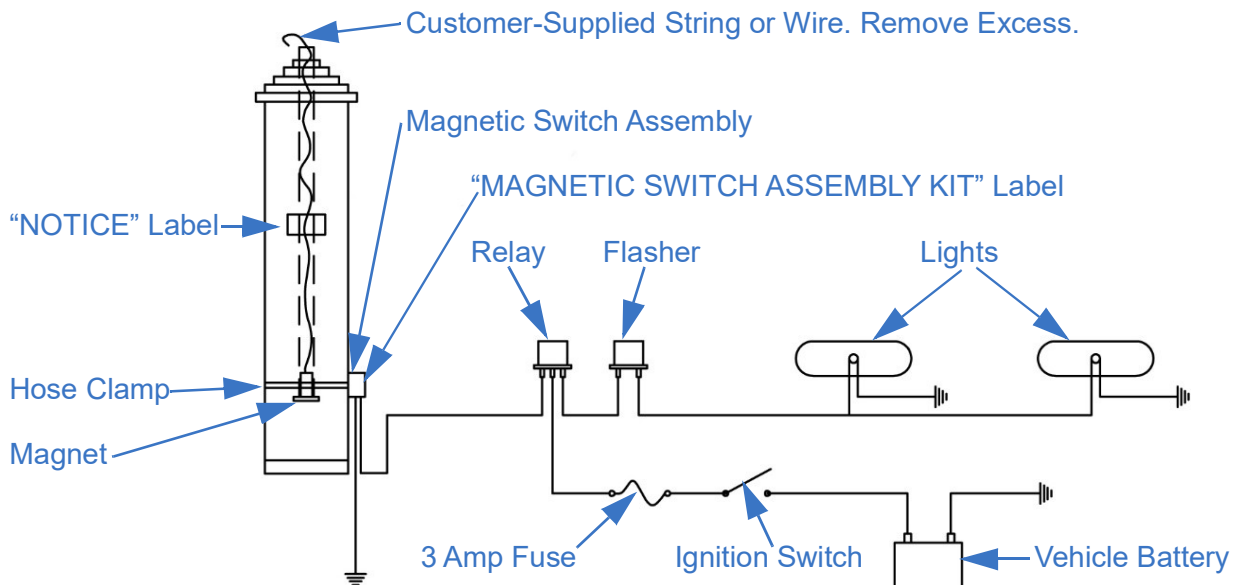 Customer-Supplied String or Wire. Remove Excess.
Magnetic Switch Assembly
“MAGNETIC SWITCH ASSEMBLY KIT” Label
“NOTICE” Label
Relay
Flasher
Lights
Hose Clamp
Magnet
3 Amp Fuse
Ignition Switch
Vehicle Battery